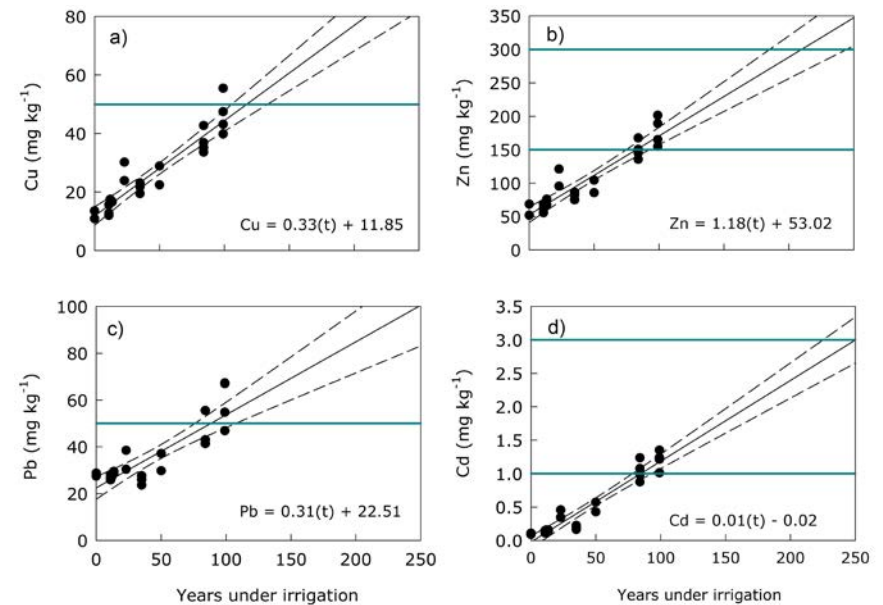 a)
80
60
40
20
0
Cu (mg kg⁻¹)
Cu = 0.33(t) + 11.85
b)
350
300
250
200
150
100
50
0
Zn (mg kg⁻¹)
Zn = 1.18(t) + 53.02
c)
100
80
60
40
20
0
Pb (mg kg⁻¹)
Pb = 0.31(t) + 22.51
0 50 100 150 200 250
Years under irrigation
d)
3.5
3.0
2.5
2.0
1.5
1.0
0.5
0.0
Cd (mg kg⁻¹)
Cd = 0.01(t) - 0.02
0 50 100 150 200 250
Years under irrigation